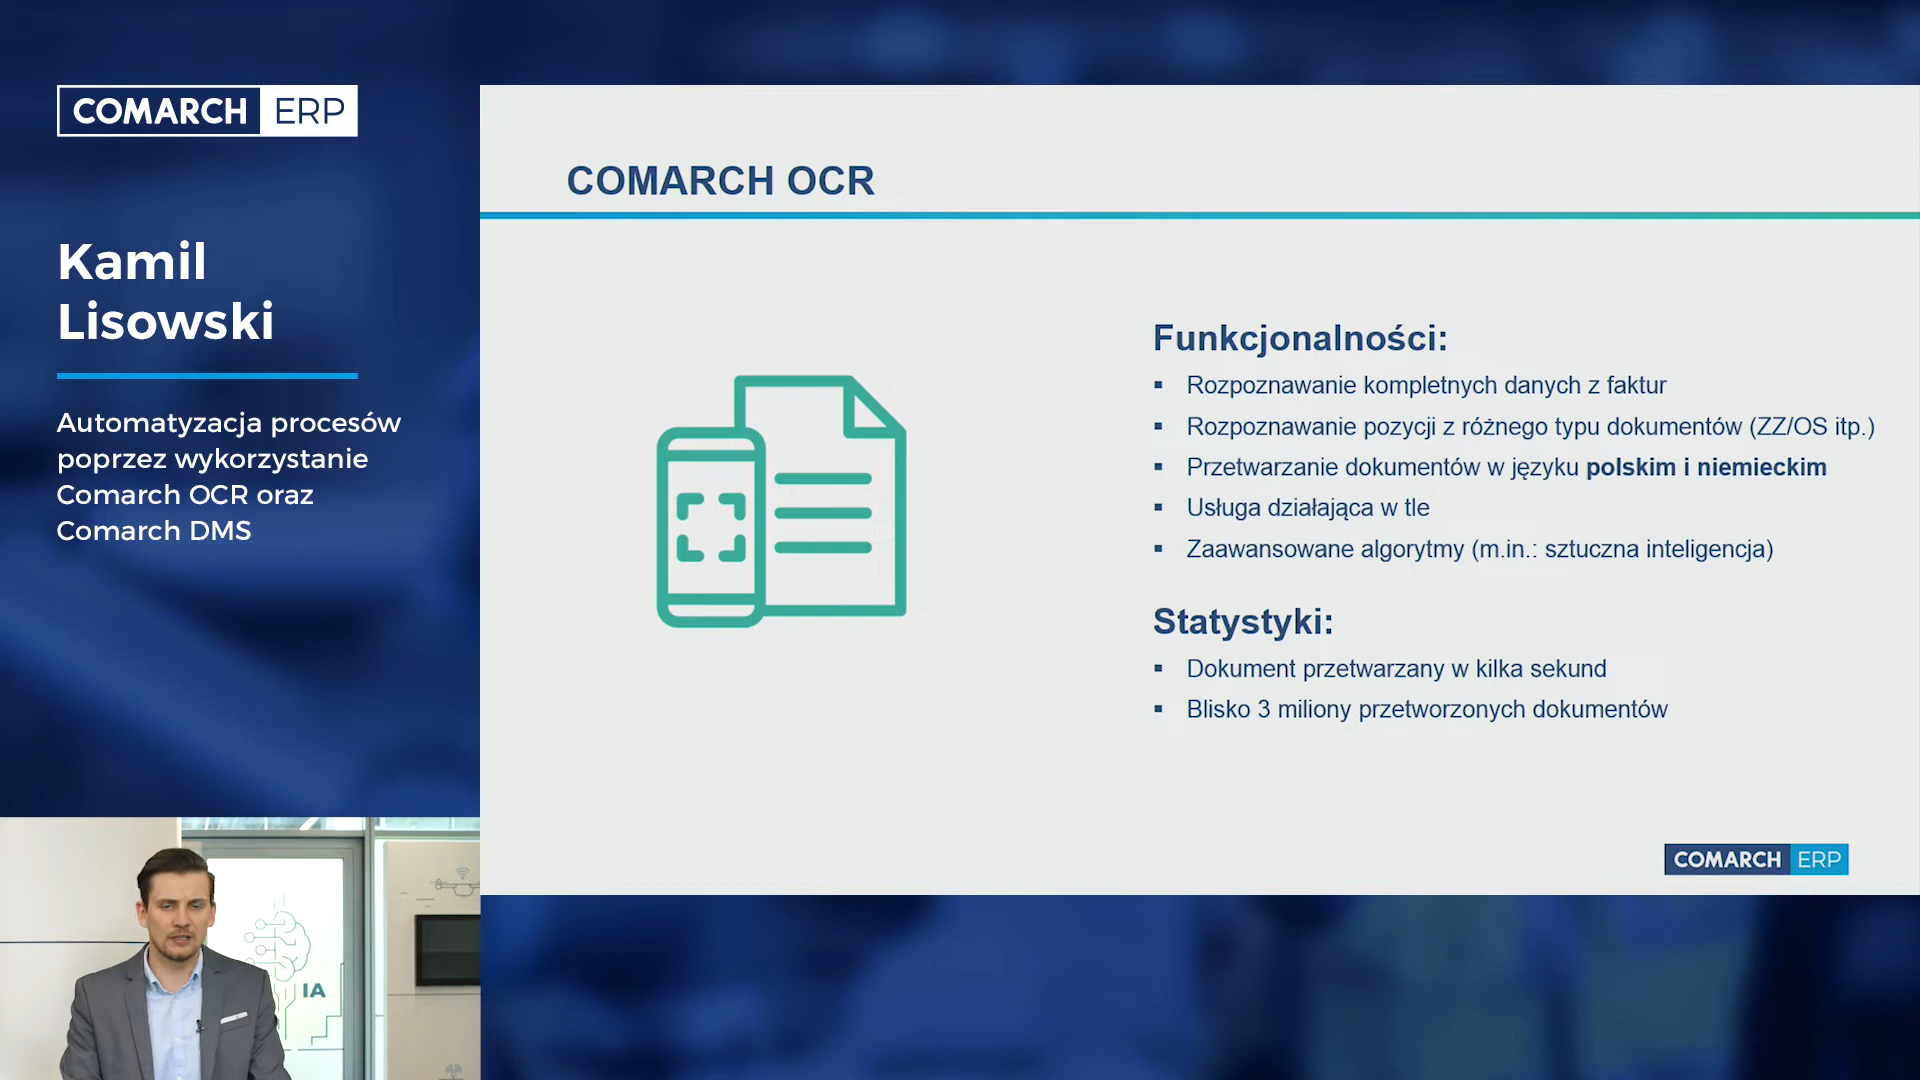 COMARCH ERP
Kamil
Lisowski
Automatyzacja procesów
poprzez wykorzystanie
Comarch OCR oraz
Comarch DMS
COMARCH OCR
Funkcjonalności:
▪ Rozpoznawanie kompletnych danych z faktur
▪ Rozpoznawanie pozycji z różnego typu dokumentów (ZZ/OS itp.)
▪ Przetwarzanie dokumentów w języku polskim i niemieckim
▪ Usługa działająca w tle
▪ Zaawansowane algorytmy (m.in.: sztuczna inteligencja)
Statystyki:
▪ Dokument przetwarzany w kilka sekund
▪ Blisko 3 miliony przetworzonych dokumentów
COMARCH ERP
IA